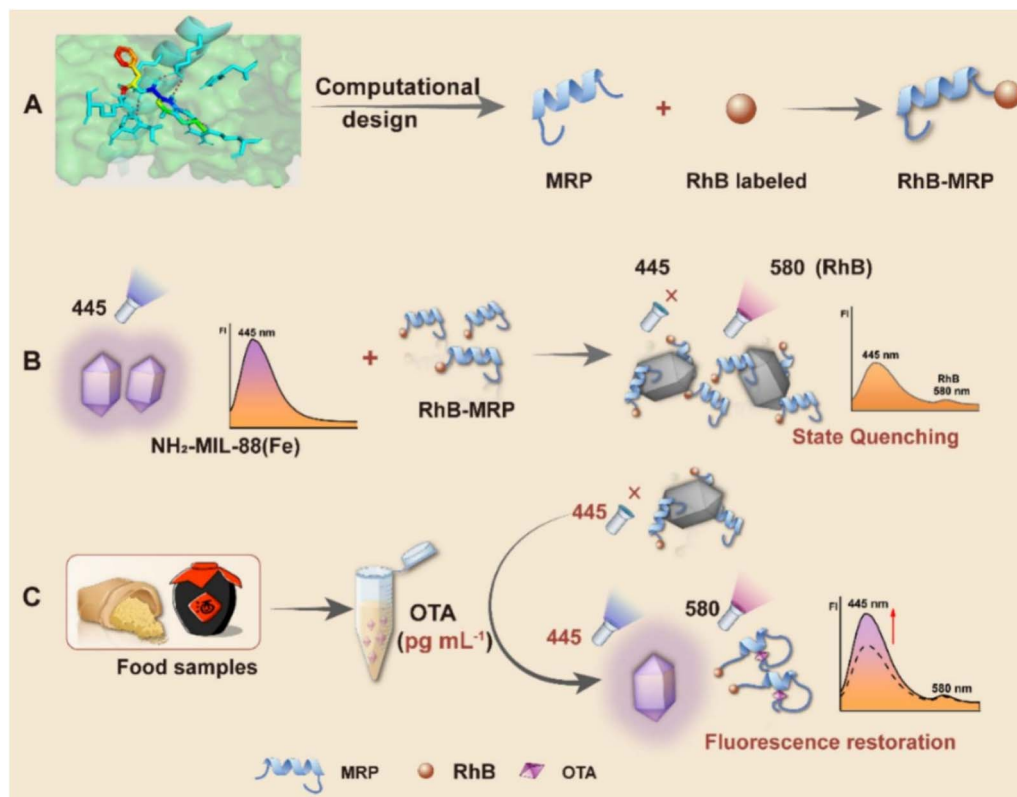 A
Computational
design
MRP
+
RhB labeled
RhB-MRP
B
445
FI
445 nm
NH₂-MIL-88(Fe)
+
RhB-MRP
445
×
580 (RhB)
FI
445 nm
RhB
580 nm
State Quenching
C
Food samples
酒
OTA
(pg mL⁻¹)
445
×
445
580
FI
445 nm
580 nm
Fluorescence restoration
MRP
RhB
OTA